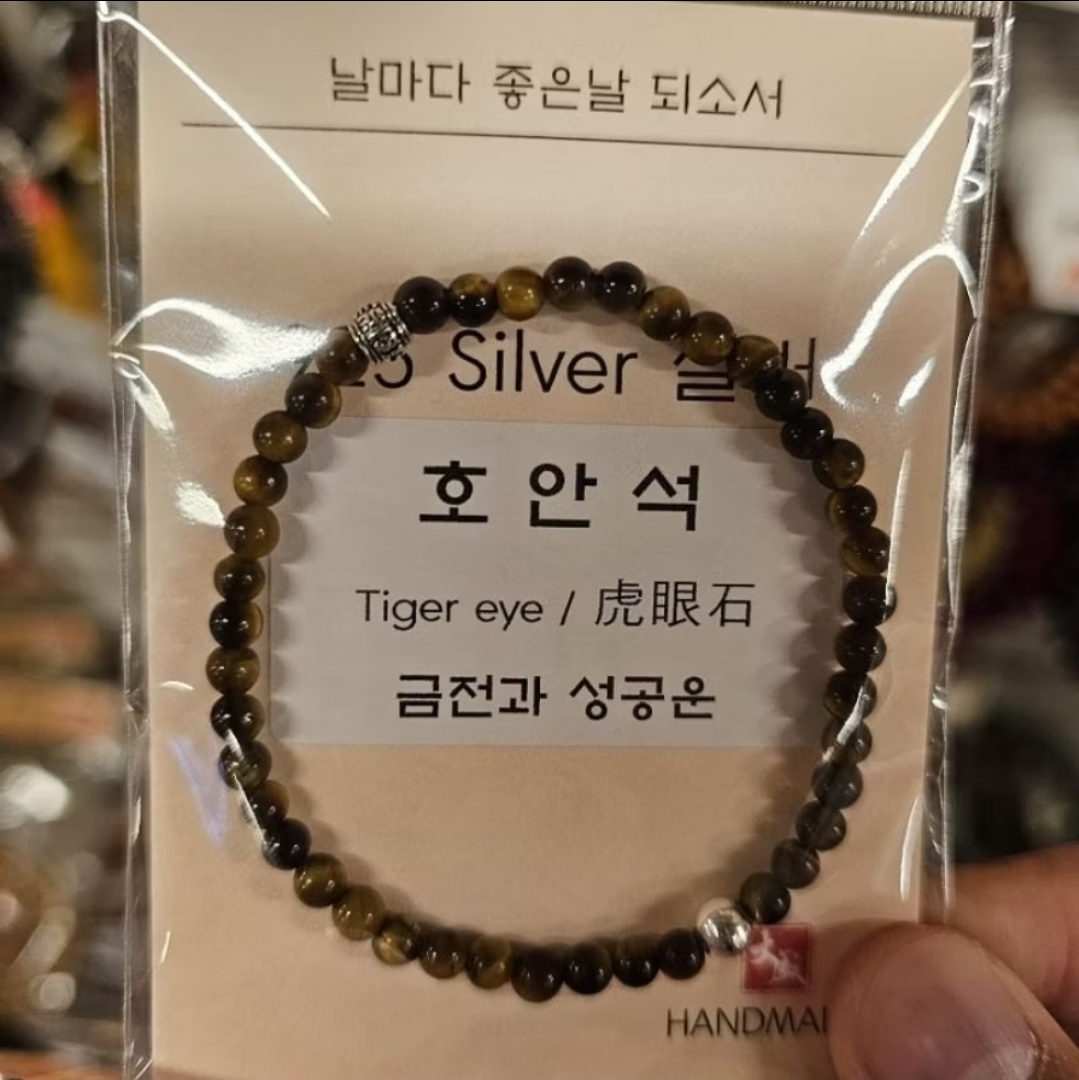 날마다 좋은날 되소서
Silver
호안석
Tiger eye / 虎眼石
금전과 성공운